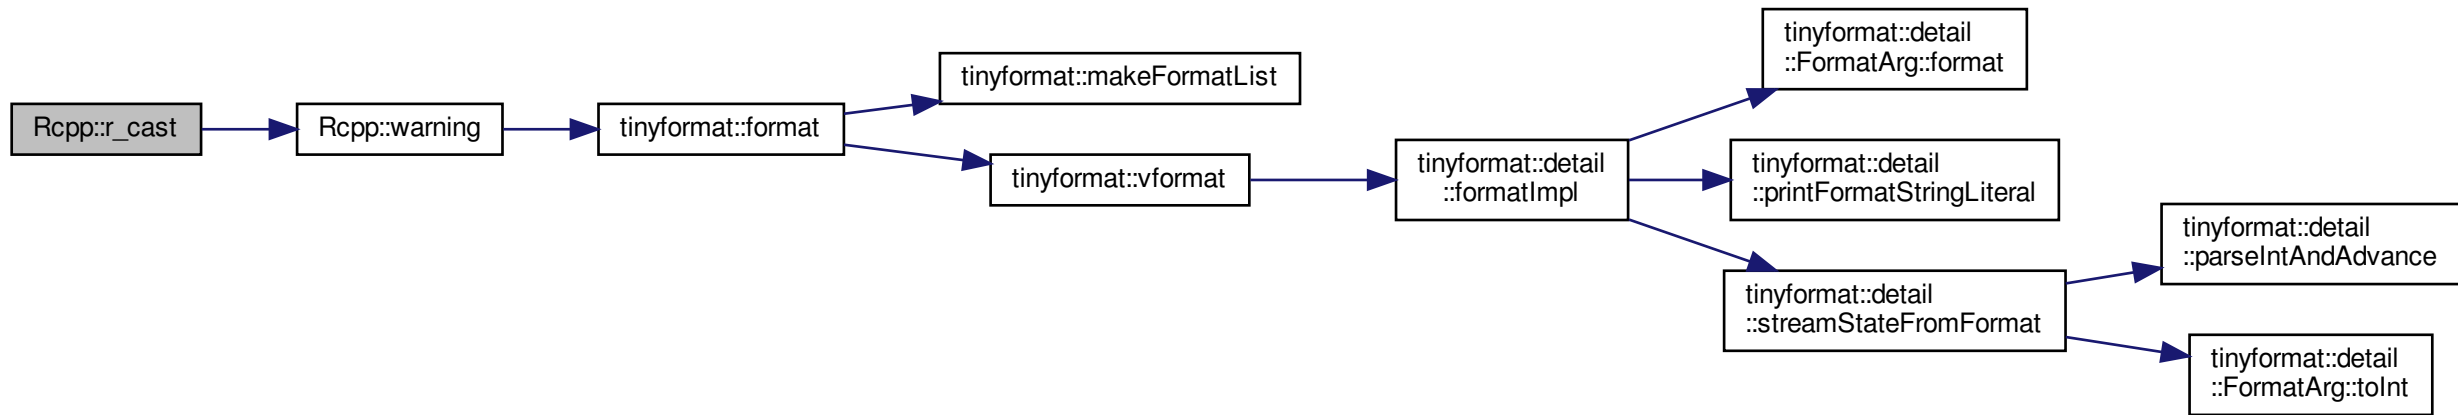 Rcpp::r_cast
Rcpp::warning
tinyformat::format
tinyformat::makeFormatList
tinyformat::vformat
tinyformat::detail
::formatImpl
tinyformat::detail
::FormatArg::format
tinyformat::detail
::printFormatStringLiteral
tinyformat::detail
::streamStateFromFormat
tinyformat::detail
::parseIntAndAdvance
tinyformat::detail
::FormatArg::toInt